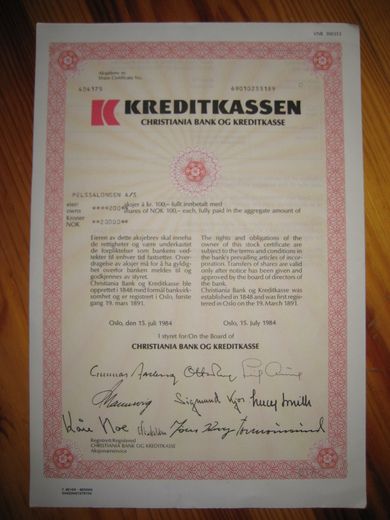 VNR 000353
Aksjebrev nr.
Share Certificate No.
404175
KREDITKASSEN
CHRISTIANIA BANK OG KREDITKASSE
PELSSALONGEN A/S
eier
owns
Kroner
NOK
aksjer à kr. 100,– fullt innbetalt med
shares of NOK. 100,– each, fully paid in the aggregate amount of
Eieren av dette aksjebrev skal inneha
de rettigheter og være underkastet
de forpliktelser som bankens vedtekter
til enhver tid fastsetter. Overdragelse
av aksjer må for å ha gyldighet
overfor banken meldes til og
godkjennes av styret.
Christiania Bank og Kreditkasse ble
opprettet i 1848 med formål bankvirksomhet
og er registrert i Oslo, første
gang 19. mars 1891.
Oslo, den 15. juli 1984
The rights and obligations of the
owner of this stock certificate are
subject to the terms and conditions in
the bank's prevailing articles of incorporation.
Transfers of shares are valid
only after notice has been given and
approved by the board of directors of
the bank.
Christiania Bank og Kreditkasse was
established in 1848 and was first registered
in Oslo on the 19. March 1891.
Oslo, 15. july 1984
I styret for/On the Board of
CHRISTIANIA BANK OG KREDITKASSE
Sigmund
Kåre Noe
Registrert/Registered
CHRISTIANIA BANK OG KREDITKASSE
Aksjonærservice